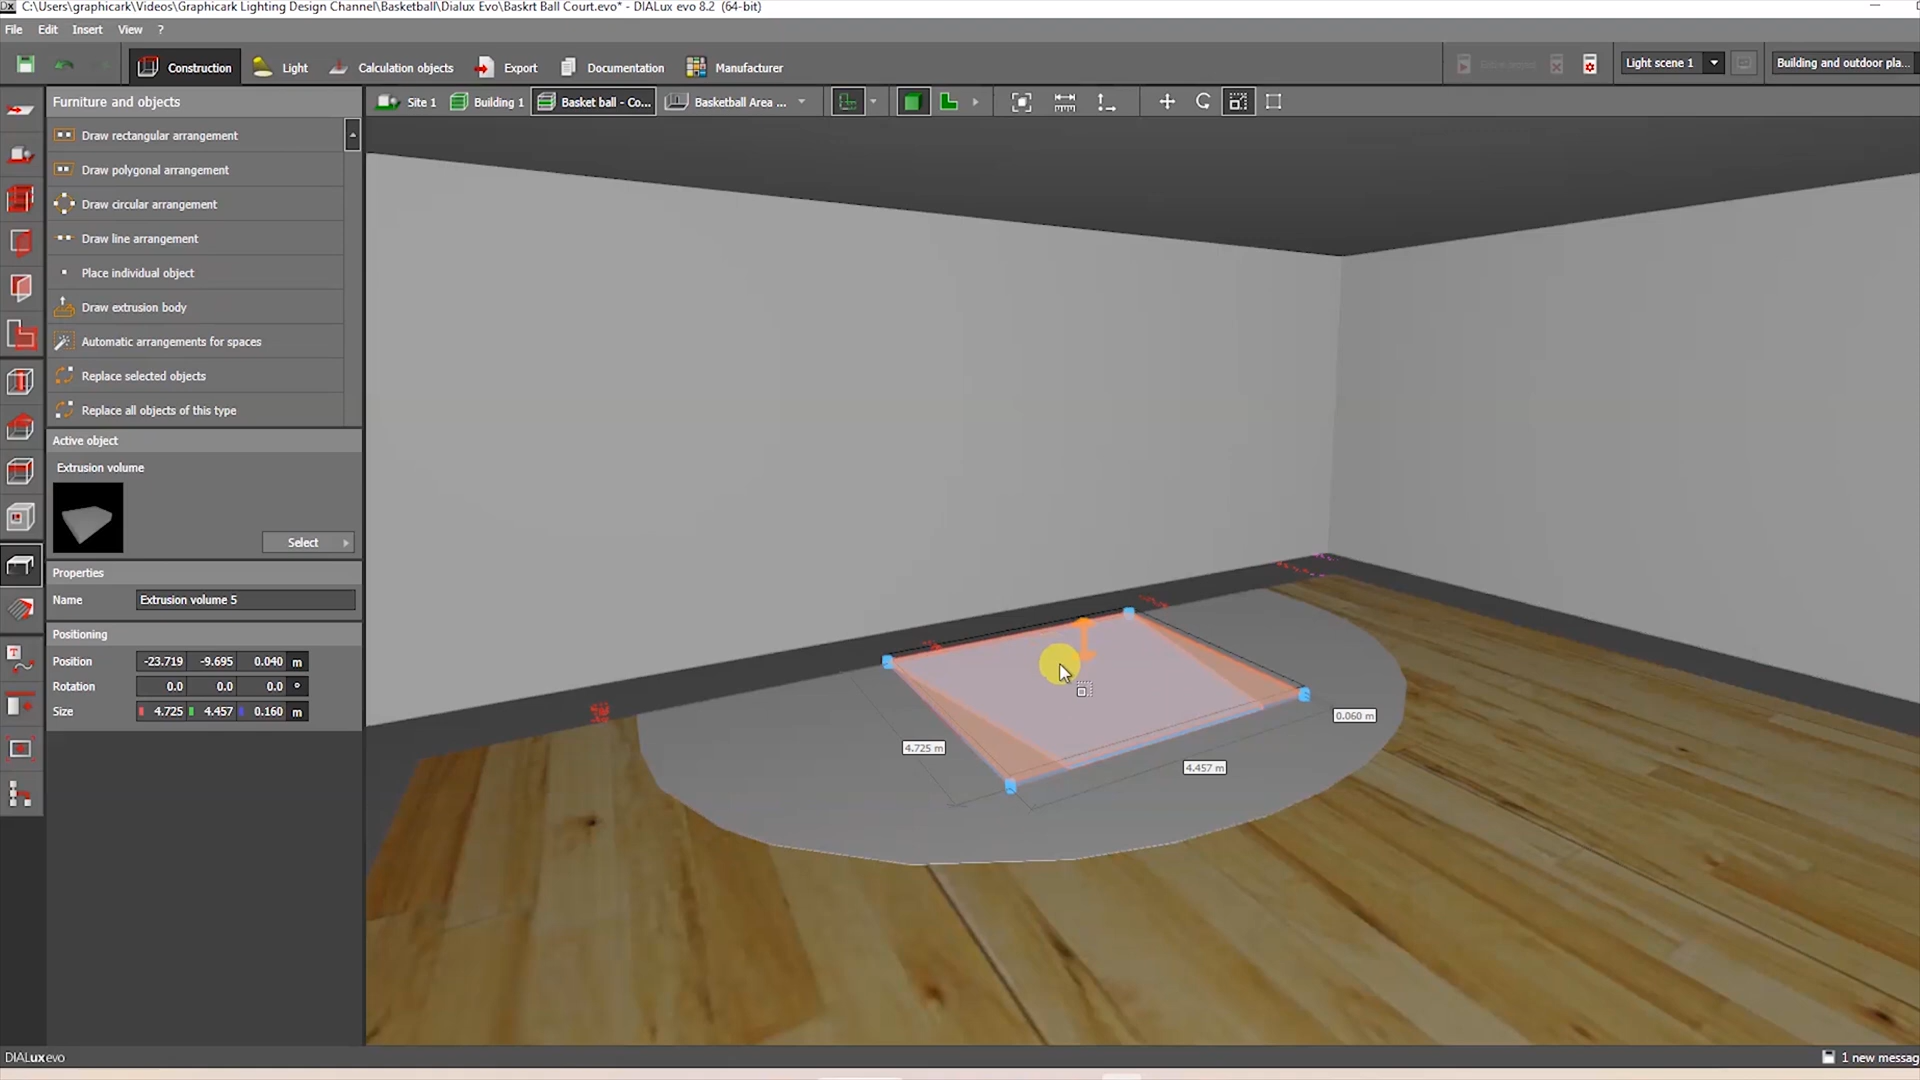 C:\Users\graphicark\Videos\Graphicark Lighting Design Channel\Basketball\Dialux Evo\Baskrt Ball Court.evo* - DIALux evo 8.2 (64-bit)
File Edit Insert View ?
Construction Light Calculation objects Export Documentation Manufacturer
Light scene 1
Building and outdoor pla...
Furniture and objects
Site 1 Building 1 Basket ball - Co... Basketball Area ...
Draw rectangular arrangement
Draw polygonal arrangement
Draw circular arrangement
Draw line arrangement
Place individual object
Draw extrusion body
Automatic arrangements for spaces
Replace selected objects
Replace all objects of this type
Active object
Extrusion volume
Select
Properties
Name Extrusion volume 5
Positioning
Position -23.719 -9.695 0.040 m
Rotation 0.0 0.0 0.0 °
Size 4.725 4.457 0.160 m
0.060 m
4.725 m
4.457 m
DIALux evo
1 new messag